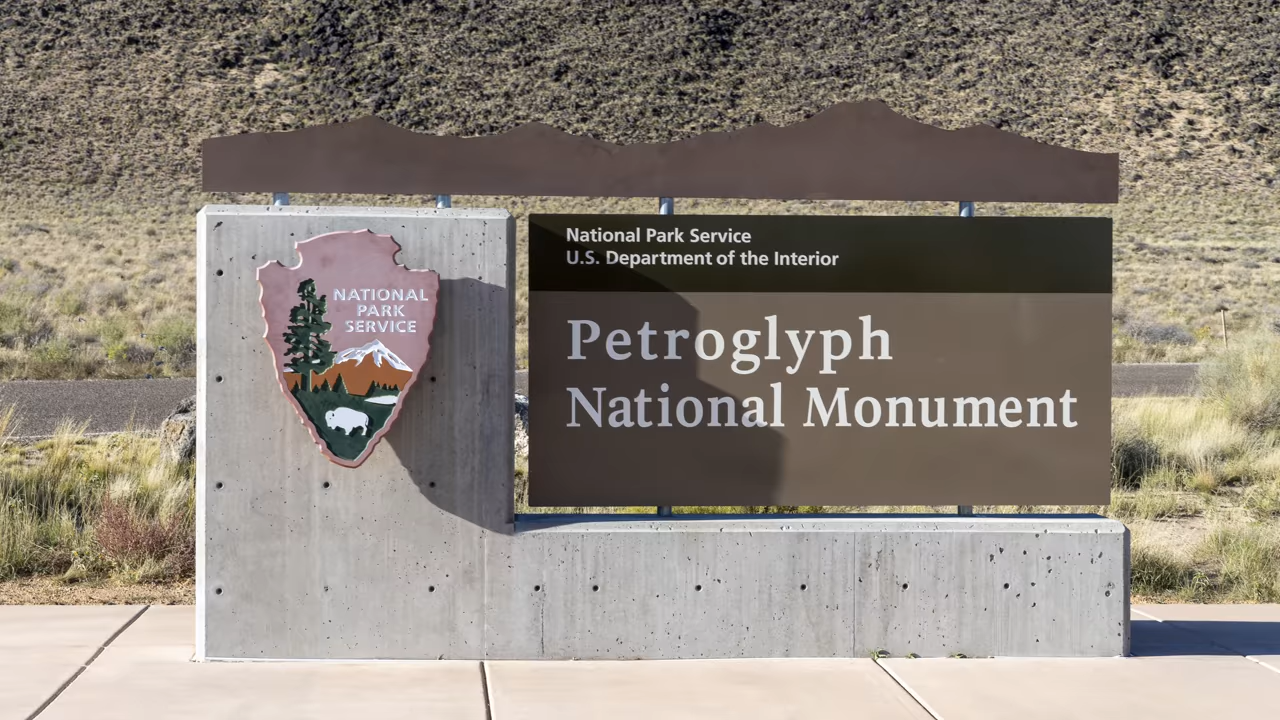 NATIONAL
PARK
SERVICE
National Park Service
U.S. Department of the Interior
Petroglyph
National Monument